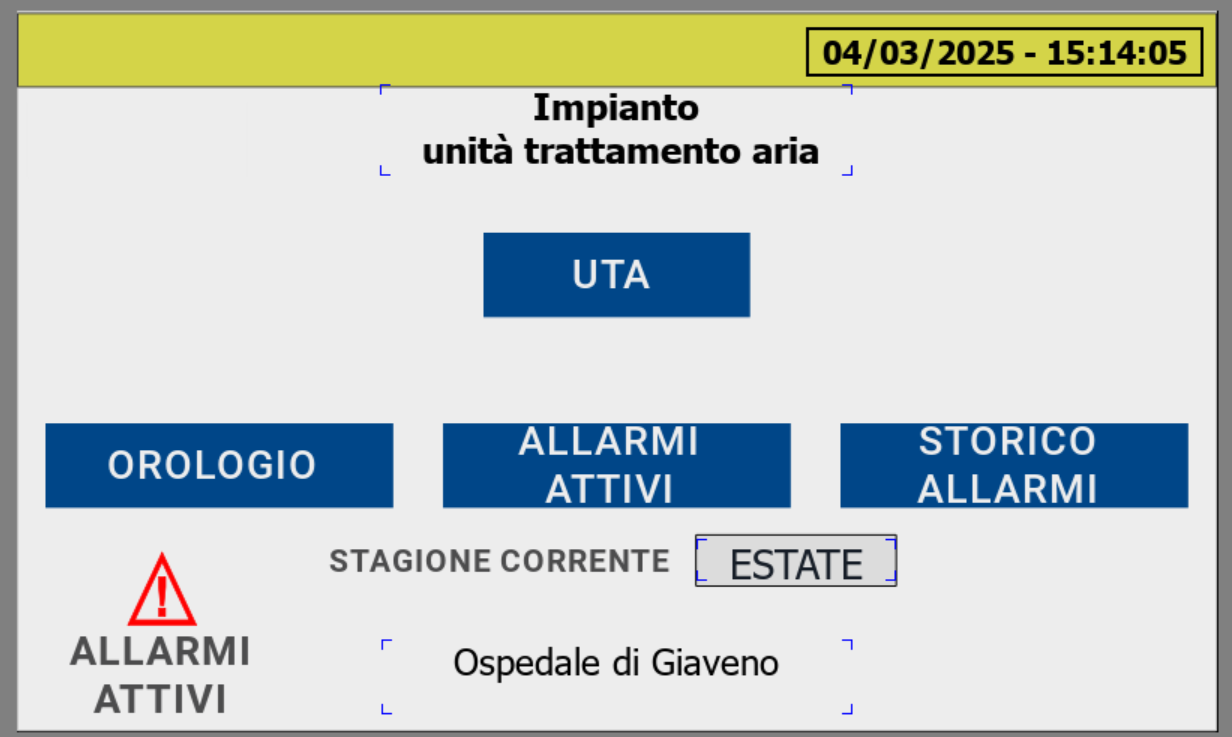 04/03/2025 - 15:14:05
Impianto
unità trattamento aria
UTA
OROLOGIO
ALLARMI
ATTIVI
STORICO
ALLARMI
STAGIONE CORRENTE ESTATE
ALLARMI
ATTIVI
Ospedale di Giaveno